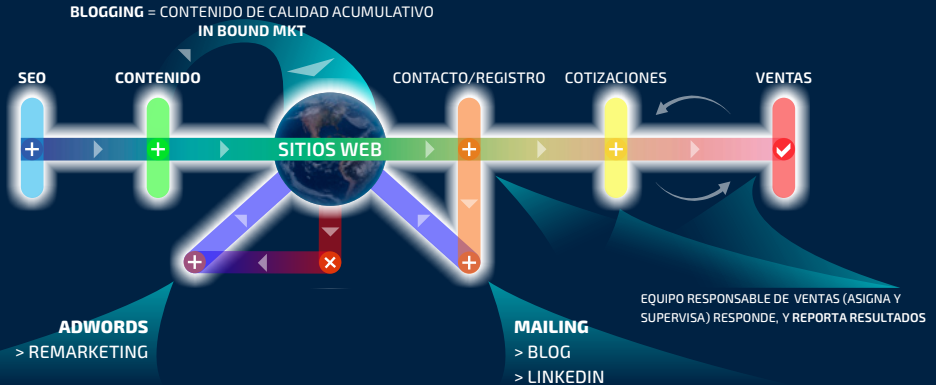 BLOGGING = CONTENIDO DE CALIDAD ACUMULATIVO
IN BOUND MKT
SEO
CONTENIDO
CONTACTO/REGISTRO
COTIZACIONES
VENTAS
SITIOS WEB
ADWORDS
> REMARKETING
MAILING
> BLOG
> LINKEDIN
EQUIPO RESPONSABLE DE VENTAS (ASIGNA Y
SUPERVISA) RESPONDE, Y REPORTA RESULTADOS